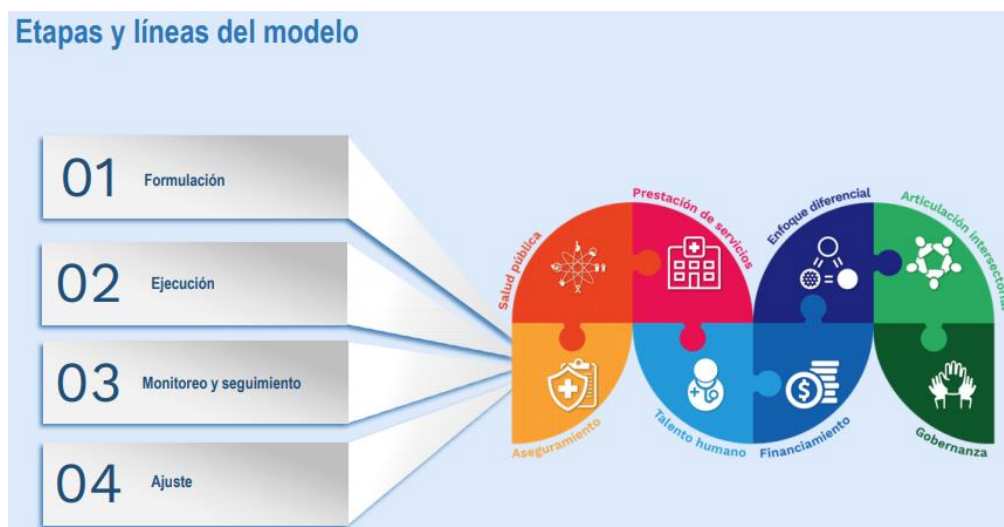 Etapas y líneas del modelo
01 Formulación
02 Ejecución
03 Monitoreo y seguimiento
04 Ajuste
Salud pública
Prestación de servicios
Enfoque diferencial
Articulación intersectorial
Aseguramiento
Talento humano
Financiamiento
Gobernanza